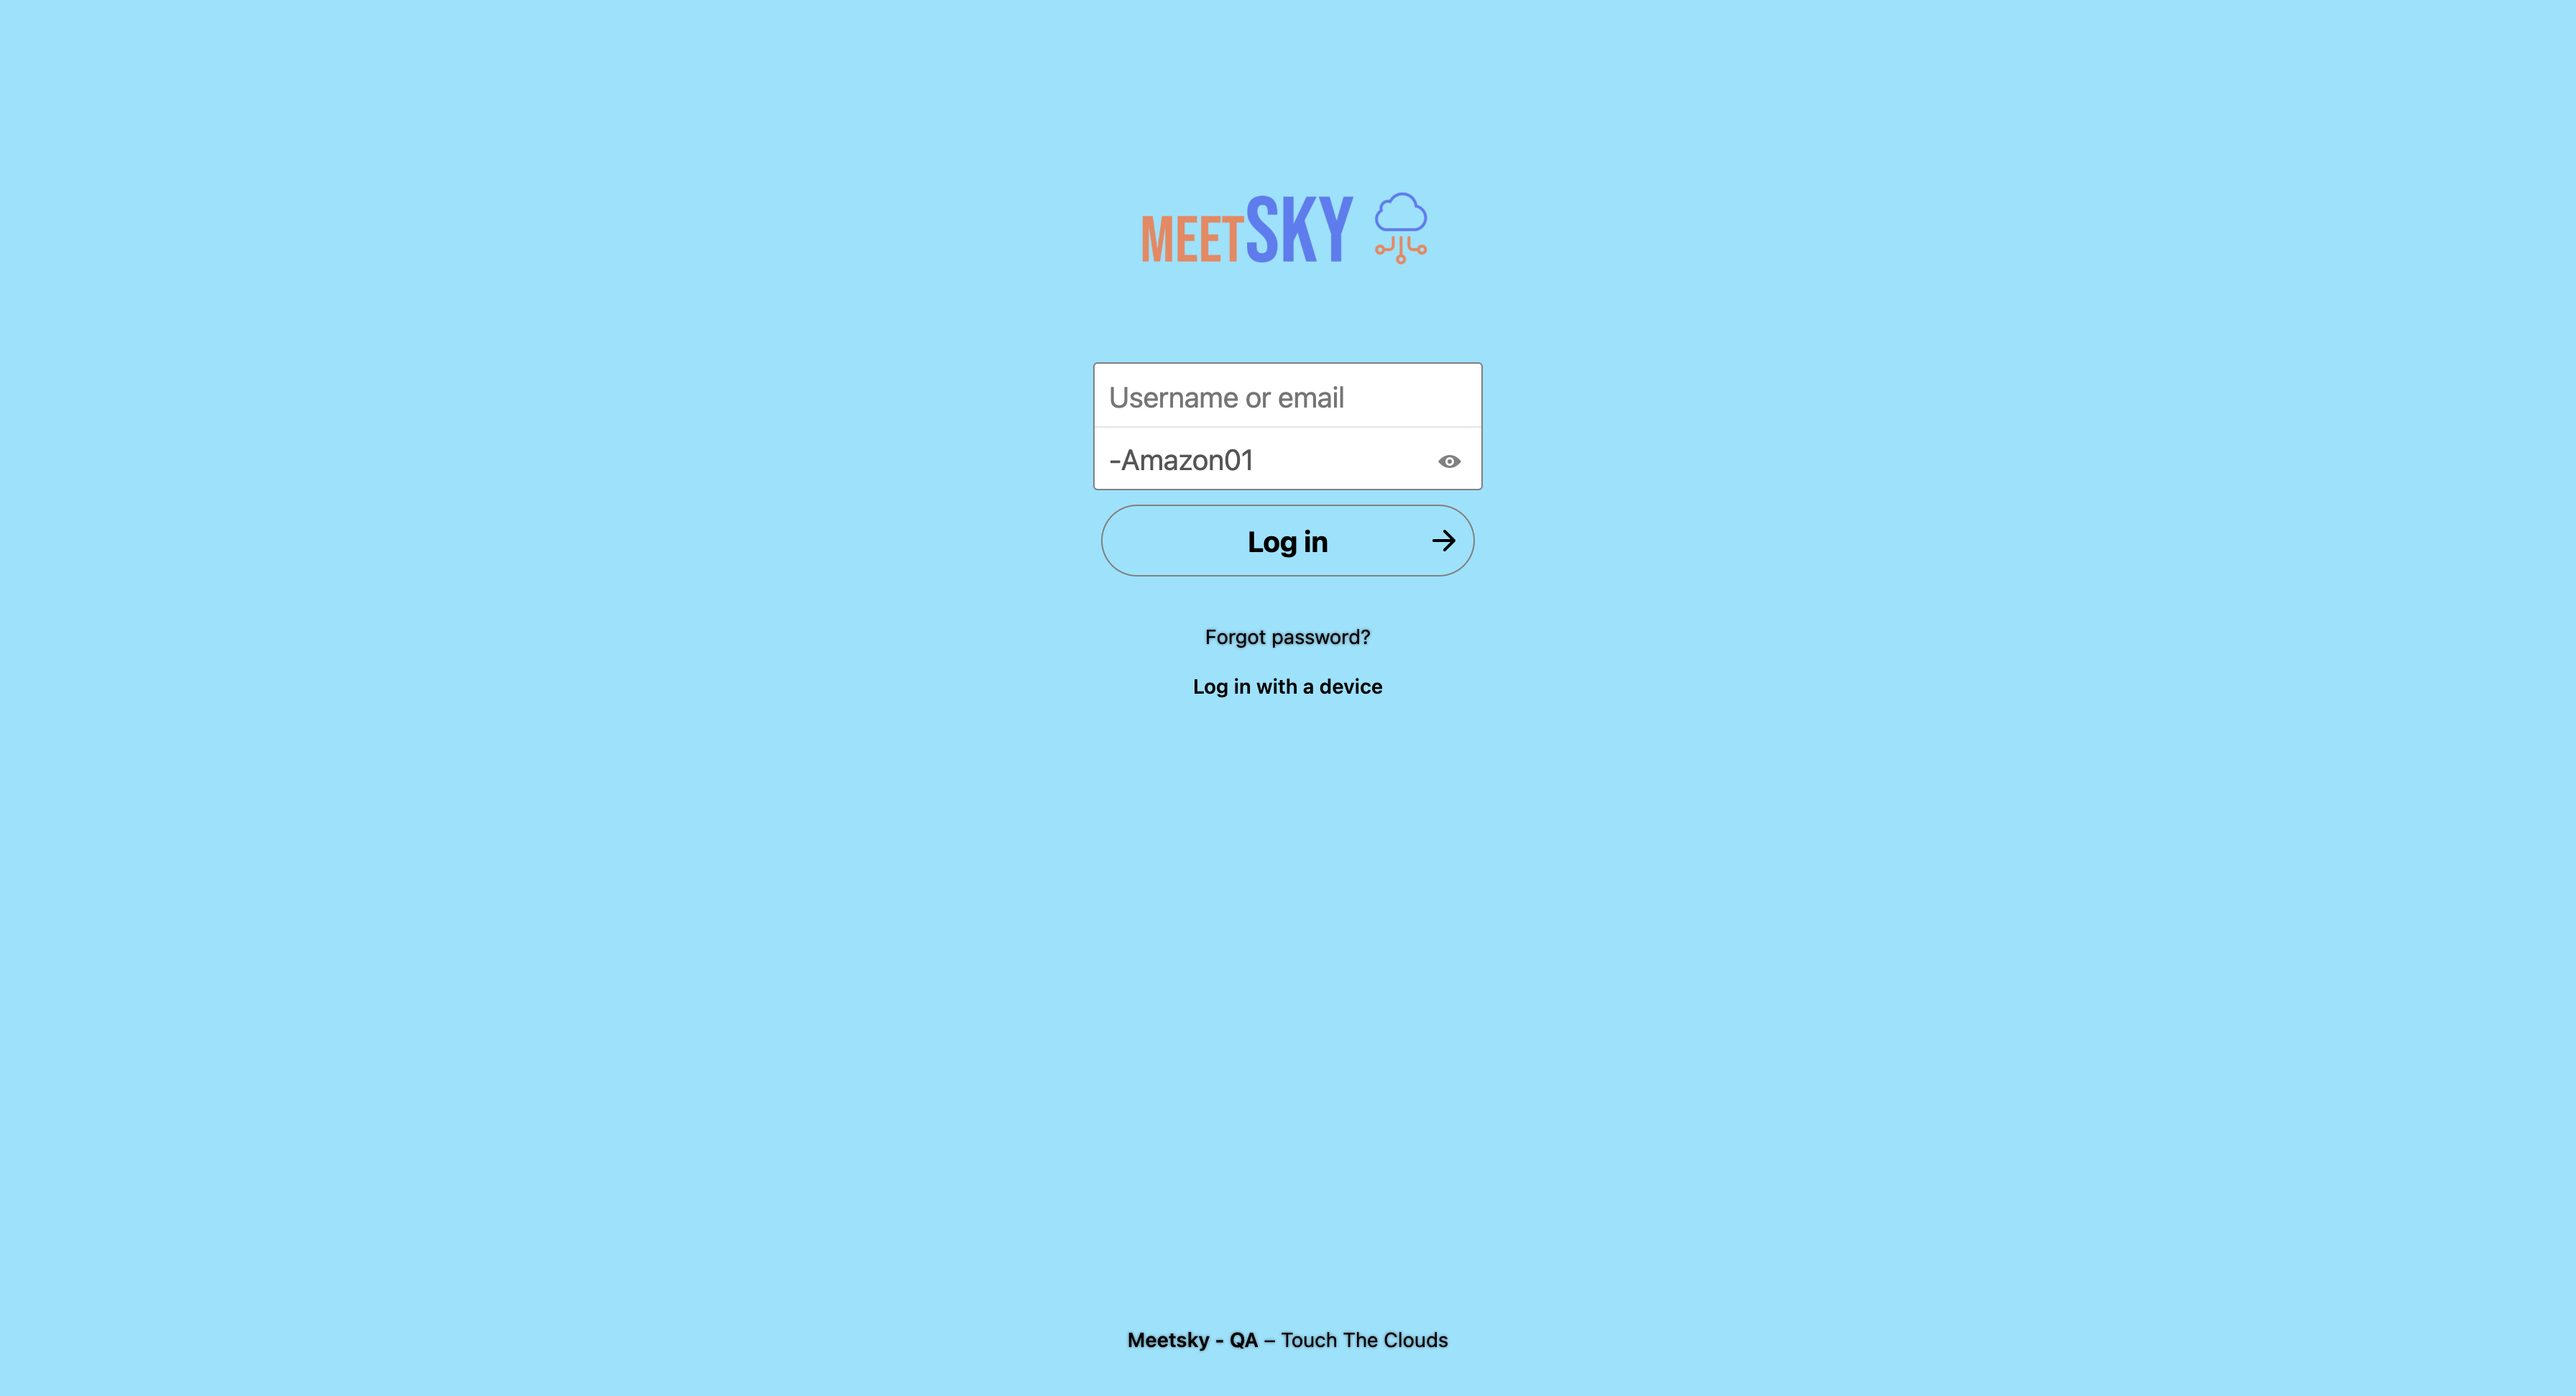 MEETSKY
Username or email
-Amazon01
Log in
Forgot password?
Log in with a device
Meetsky - QA – Touch The Clouds